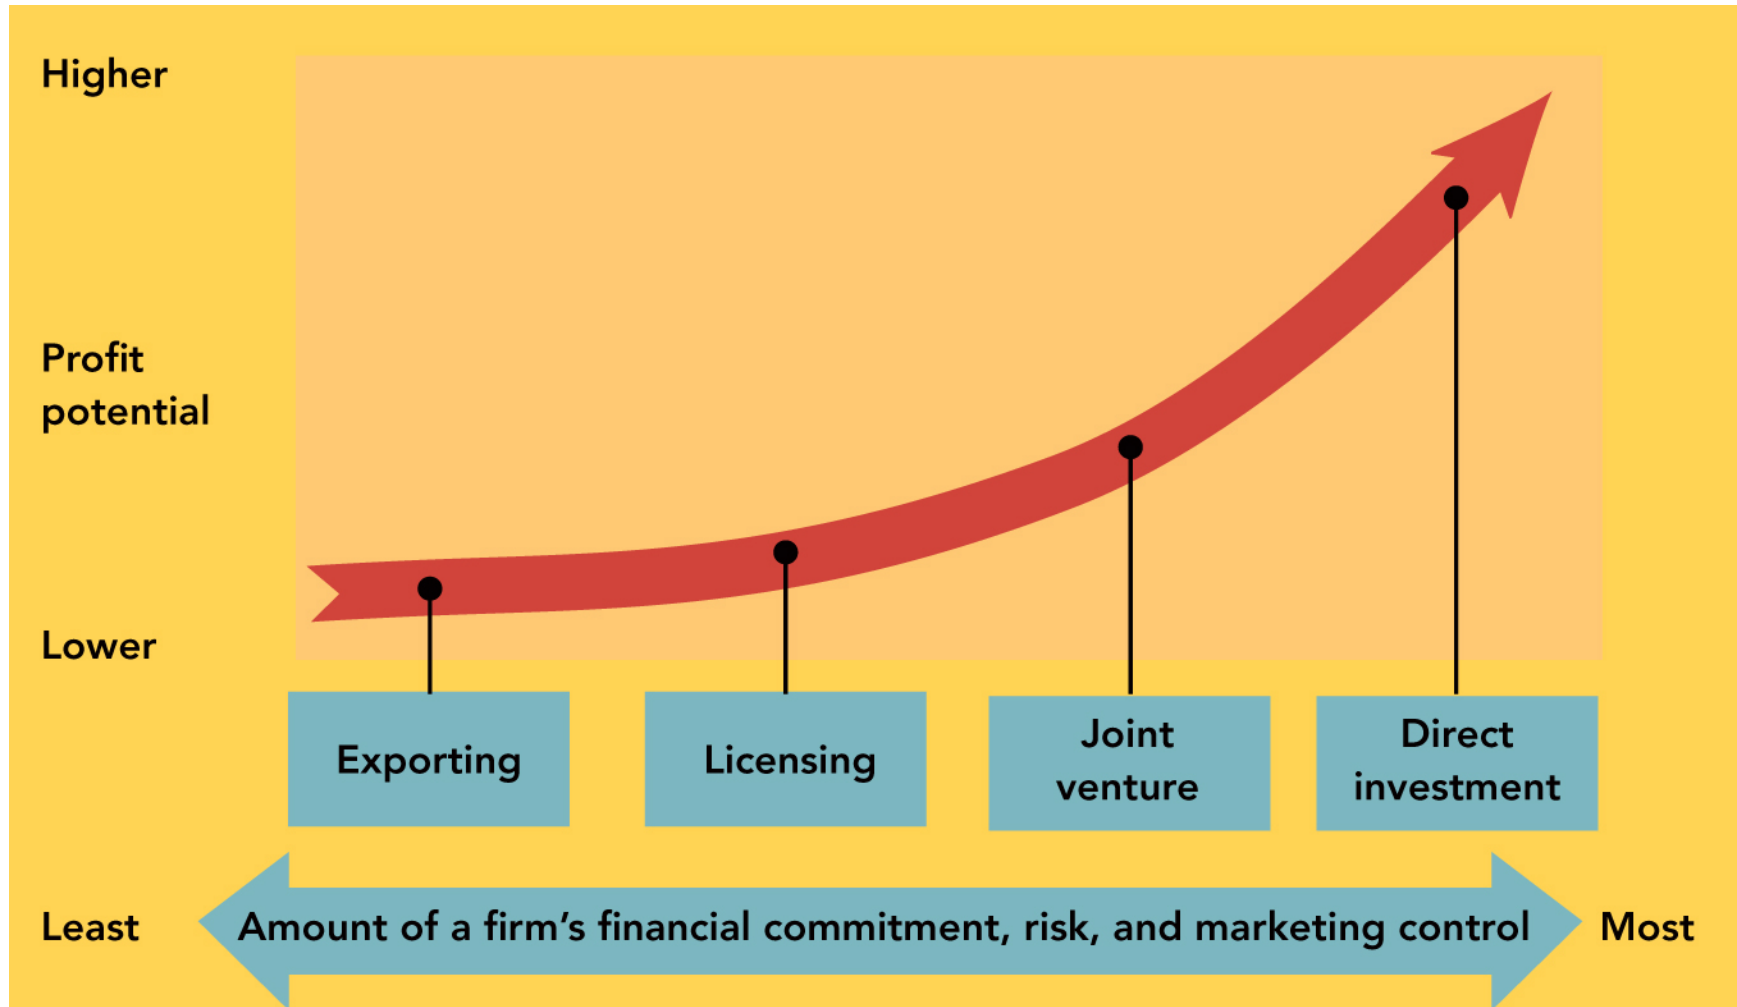 Higher
Profit
potential
Lower
Exporting
Licensing
Joint
venture
Direct
investment
Least
Amount of a firm’s financial commitment, risk, and marketing control
Most